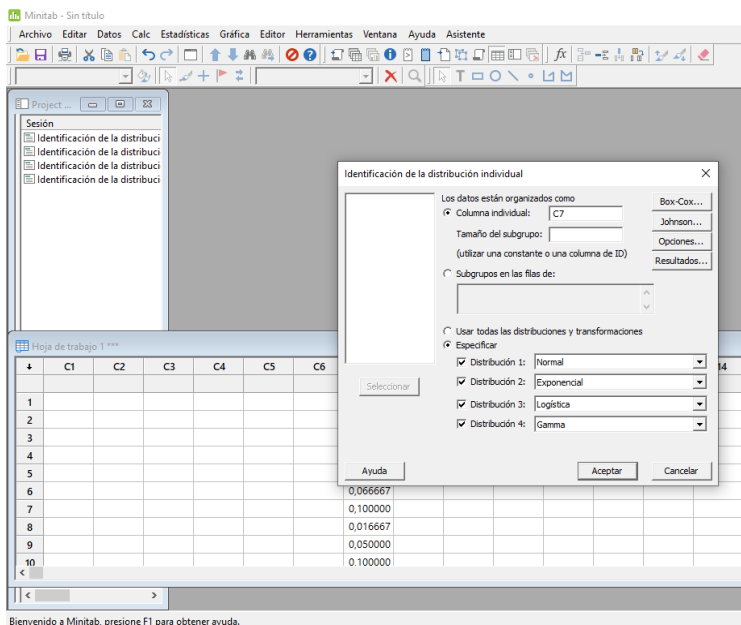 Minitab - Sin título
Archivo Editar Datos Calc Estadísticas Gráfica Editor Herramientas Ventana Ayuda Asistente
Project ...
Sesión
Identificación de la distribuci
Identificación de la distribuci
Identificación de la distribuci
Identificación de la distribuci
Identificación de la distribución individual
Los datos están organizados como
Columna individual: C7
Tamaño del subgrupo:
(utilizar una constante o una columna de ID)
Subgrupos en las filas de:
Box-Cox...
Johnson...
Opciones...
Resultados...
Usar todas las distribuciones y transformaciones
Especificar
Distribución 1: Normal
Distribución 2: Exponencial
Distribución 3: Logística
Distribución 4: Gamma
Seleccionar
Ayuda Aceptar Cancelar
Hoja de trabajo 1 ***
C1 C2 C3 C4 C5 C6 14
1
2
3
4
5
6 0,066667
7 0,100000
8 0,016667
9 0,050000
10 0,100000
Bienvenido a Minitab, presione F1 para obtener ayuda.